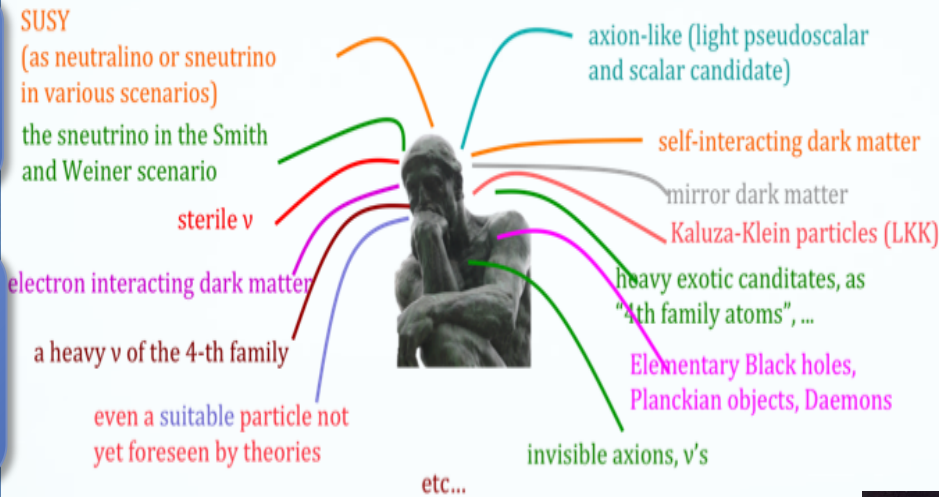 SUSY
(as neutralino or sneutrino
in various scenarios)
the sneutrino in the Smith
and Weiner scenario
sterile ν
electron interacting dark matter
a heavy ν of the 4-th family
even a suitable particle not
yet foreseen by theories
etc...
axion-like (light pseudoscalar
and scalar candidate)
self-interacting dark matter
mirror dark matter
Kaluza-Klein particles (LKK)
heavy exotic canditates, as
“4th family atoms”, ...
Elementary Black holes,
Planckian objects, Daemons
invisible axions, ν’s